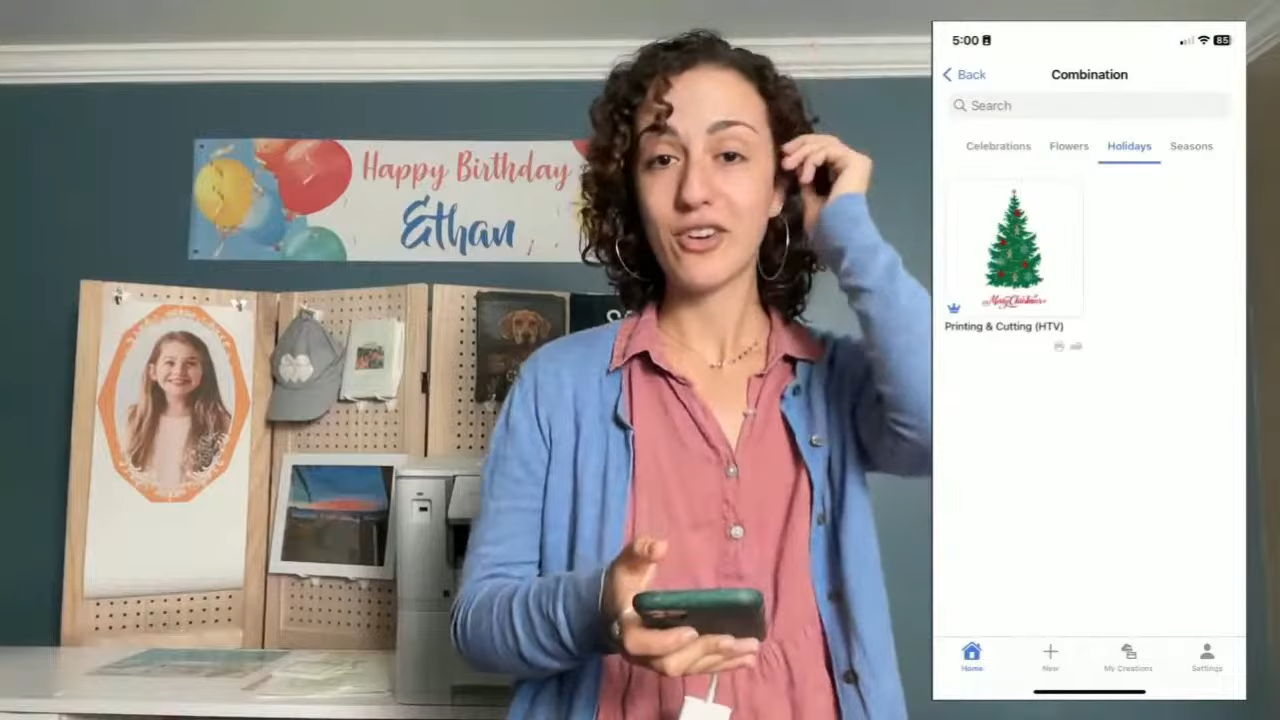 Happy Birthday
Ethan
5:00
85
Back
Combination
Search
Celebrations
Flowers
Holidays
Seasons
Merry Christmas
Printing & Cutting (HTV)
Home
New
My Creations
Settings